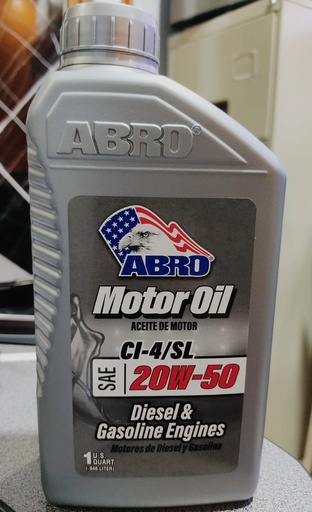 ABRO®
ABRO
Motor Oil
ACEITE DE MOTOR
CI-4/SL
SAE 20W-50
Diesel &
Gasoline Engines
Motores de Diesel y Gasolina
1 U.S. QUART
(.946 LITER)